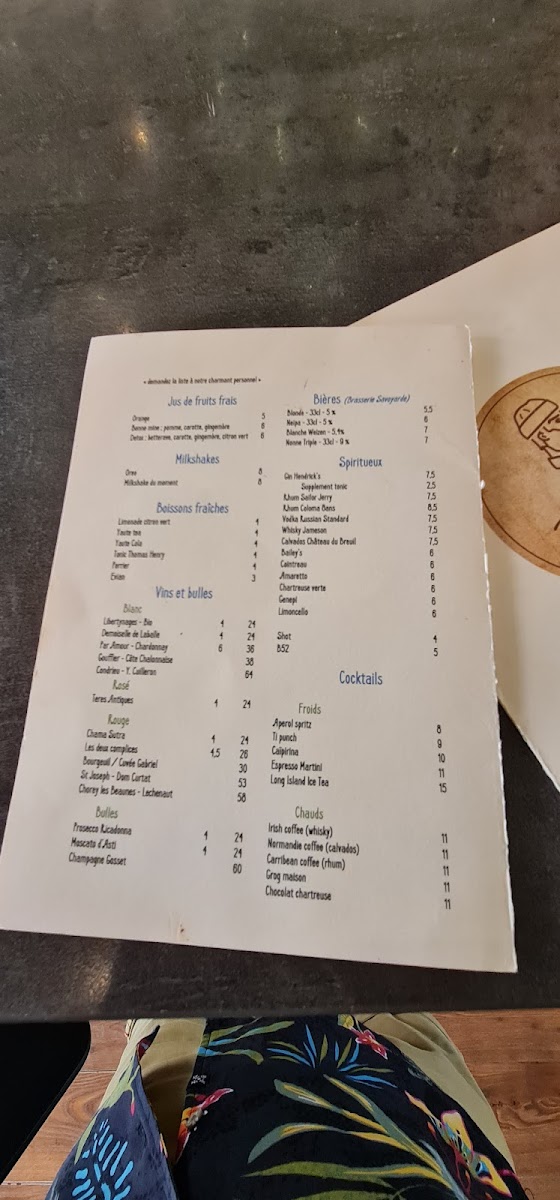 « demandez la liste à notre charmant personnel »
Jus de fruits frais
Orange 5
Bonne mine : pomme, carotte, gingembre 6
Detox : betterave, carotte, gingembre, citron vert 6
Milkshakes
Oreo 8
Milkshake du moment 8
Boissons fraîches
Limonade citron vert 4
Yaute tea 4
Yaute Cola 4
Tonic Thomas Henry 4
Perrier 4
Evian 3
Vins et bulles
Blanc
Libertynages - Bio 4 24
Demoiselle de Laballe 4 24
Par Amour - Chardonnay 6 36
Gouffier - Côte Chalonnaise 38
Condrieu - Y. Cuilleron 64
Rosé
Terres Antiques 4 24
Rouge
Chama Sutra 4 24
Les deux complices 4,5 26
Bourgeuil / Cuvée Gabriel 30
St Joseph - Dom Curtat 53
Chorey les Beaunes - Lachenaut 58
Bulles
Prosecco Ricadonna 4 24
Moscato d'Asti 4 24
Champagne Gosset 60
Bières (Brasserie Savoyarde)
Blonde - 33cl - 5 % 5,5
Neipa - 33cl - 5 % 6
Blanche Weizen - 5,4% 7
Nonne Triple - 33cl - 9 % 7
Spiritueux
Gin Hendrick's 7,5
Supplement tonic 2,5
Rhum Sailor Jerry 7,5
Rhum Coloma 8ans 8,5
Vodka Russian Standard 7,5
Whisky Jameson 7,5
Calvados Château du Breuil 7,5
Bailey's 6
Cointreau 6
Amaretto 6
Chartreuse verte 6
Genepi 6
Limoncello 6
Shot 4
B52 5
Cocktails
Froids
Aperol spritz 8
Ti punch 9
Caipirina 10
Espresso Martini 11
Long Island Ice Tea 15
Chauds
Irish coffee (whisky) 11
Normandie coffee (calvados) 11
Carribean coffee (rhum) 11
Grog maison 11
Chocolat chartreuse 11